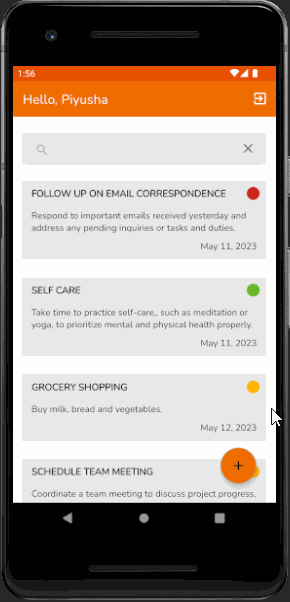 1:56
Hello, Piyusha
FOLLOW UP ON EMAIL CORRESPONDENCE
Respond to important emails received yesterday and
address any pending inquiries or tasks and duties.
May 11, 2023
SELF CARE
Take time to practice self-care,, such as meditation or
yoga, to prioritize mental and physical health properly.
May 11, 2023
GROCERY SHOPPING
Buy milk, bread and vegetables.
May 12, 2023
SCHEDULE TEAM MEETING
Coordinate a team meeting to discuss project progress,